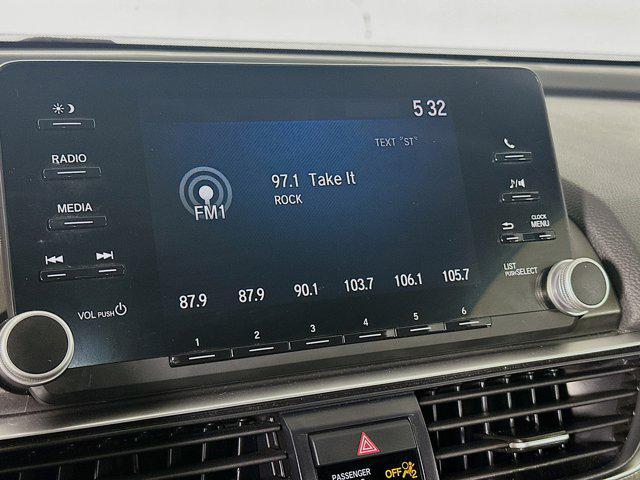 5 32
TEXT "ST"
RADIO
97.1 Take It
ROCK
FM1
MEDIA
CLOCK
MENU
LIST
PUSH SELECT
VOL PUSH
87.9 87.9 90.1 103.7 106.1 105.7
1 2 3 4 5 6
PASSENGER
OFF 2